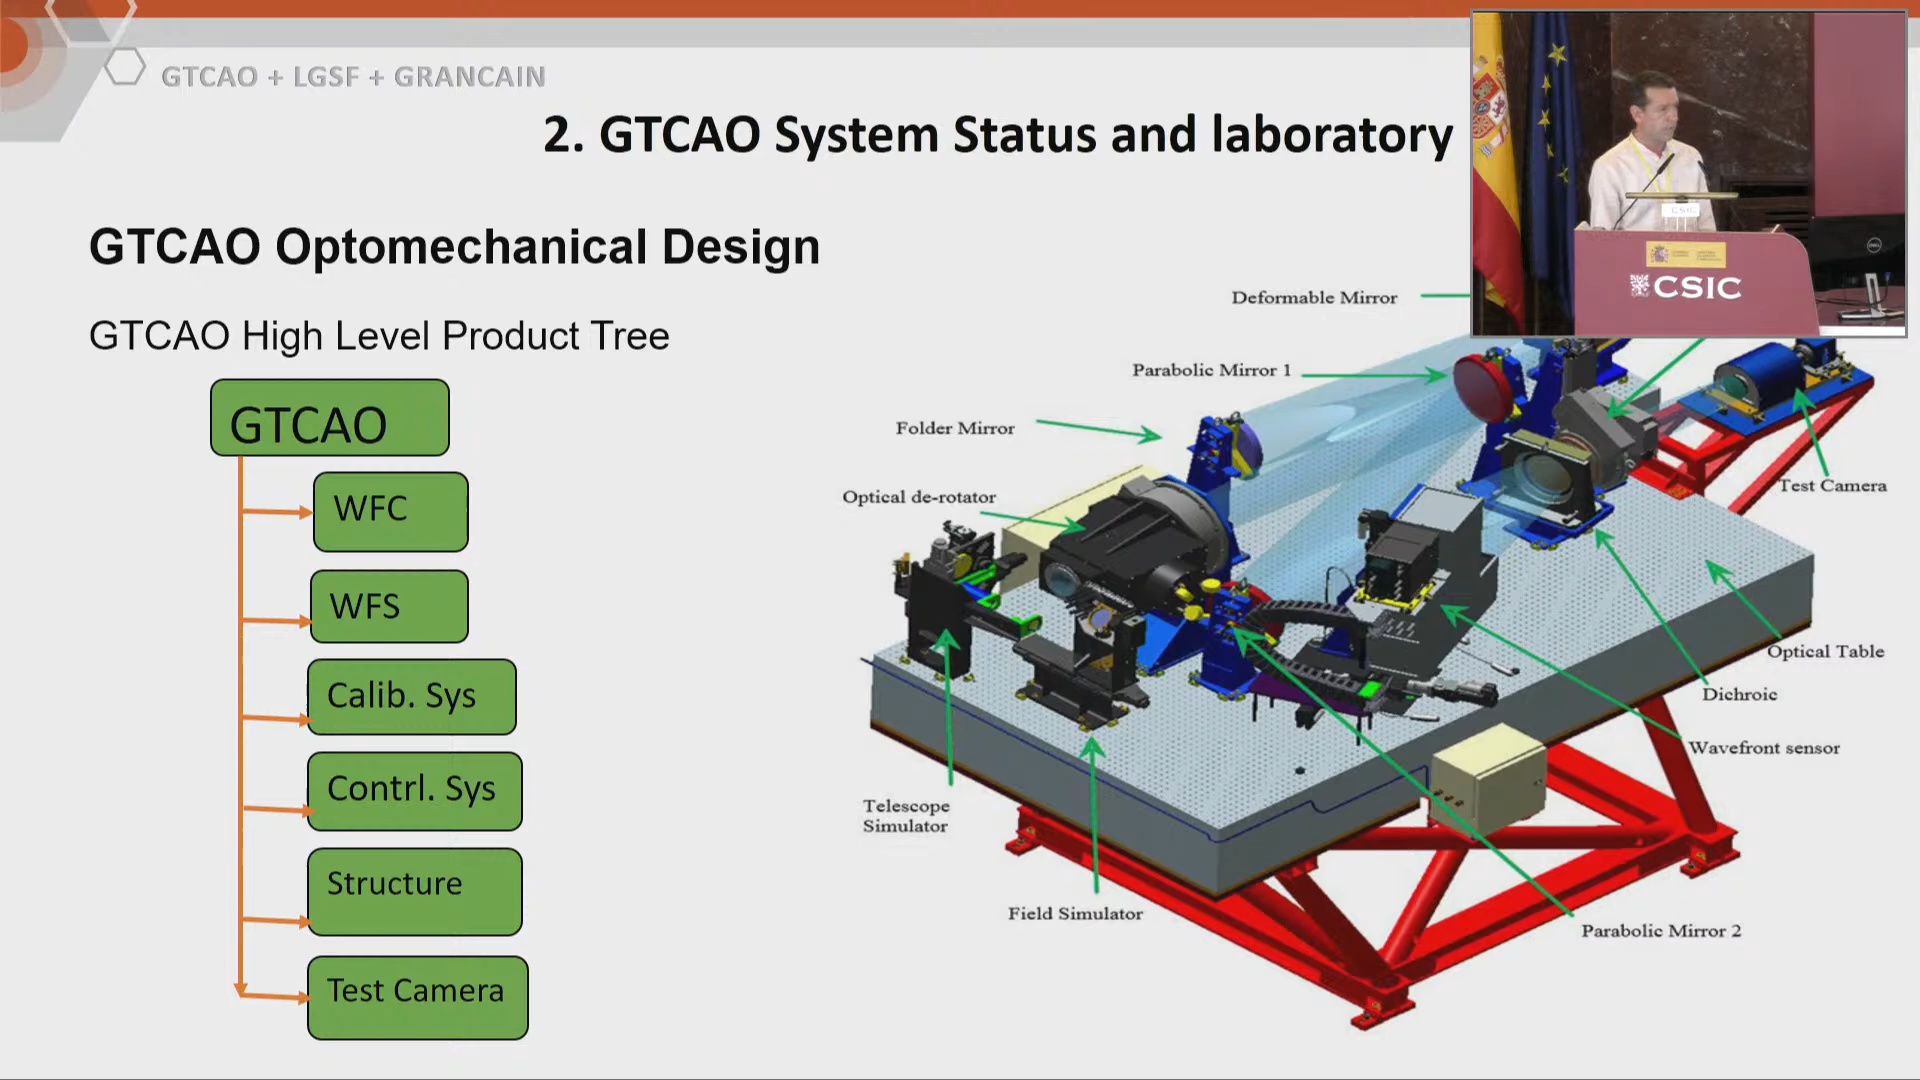 GTCAO + LGSF + GRANCAIN
2. GTCAO System Status and laboratory
GTCAO Optomechanical Design
GTCAO High Level Product Tree
GTCAO
WFC
WFS
Calib. Sys
Contrl. Sys
Structure
Test Camera
Deformable Mirror
Parabolic Mirror 1
Folder Mirror
Optical de-rotator
Test Camera
Optical Table
Dichroic
Wavefront sensor
Telescope
Simulator
Field Simulator
Parabolic Mirror 2
CSIC
CSIC